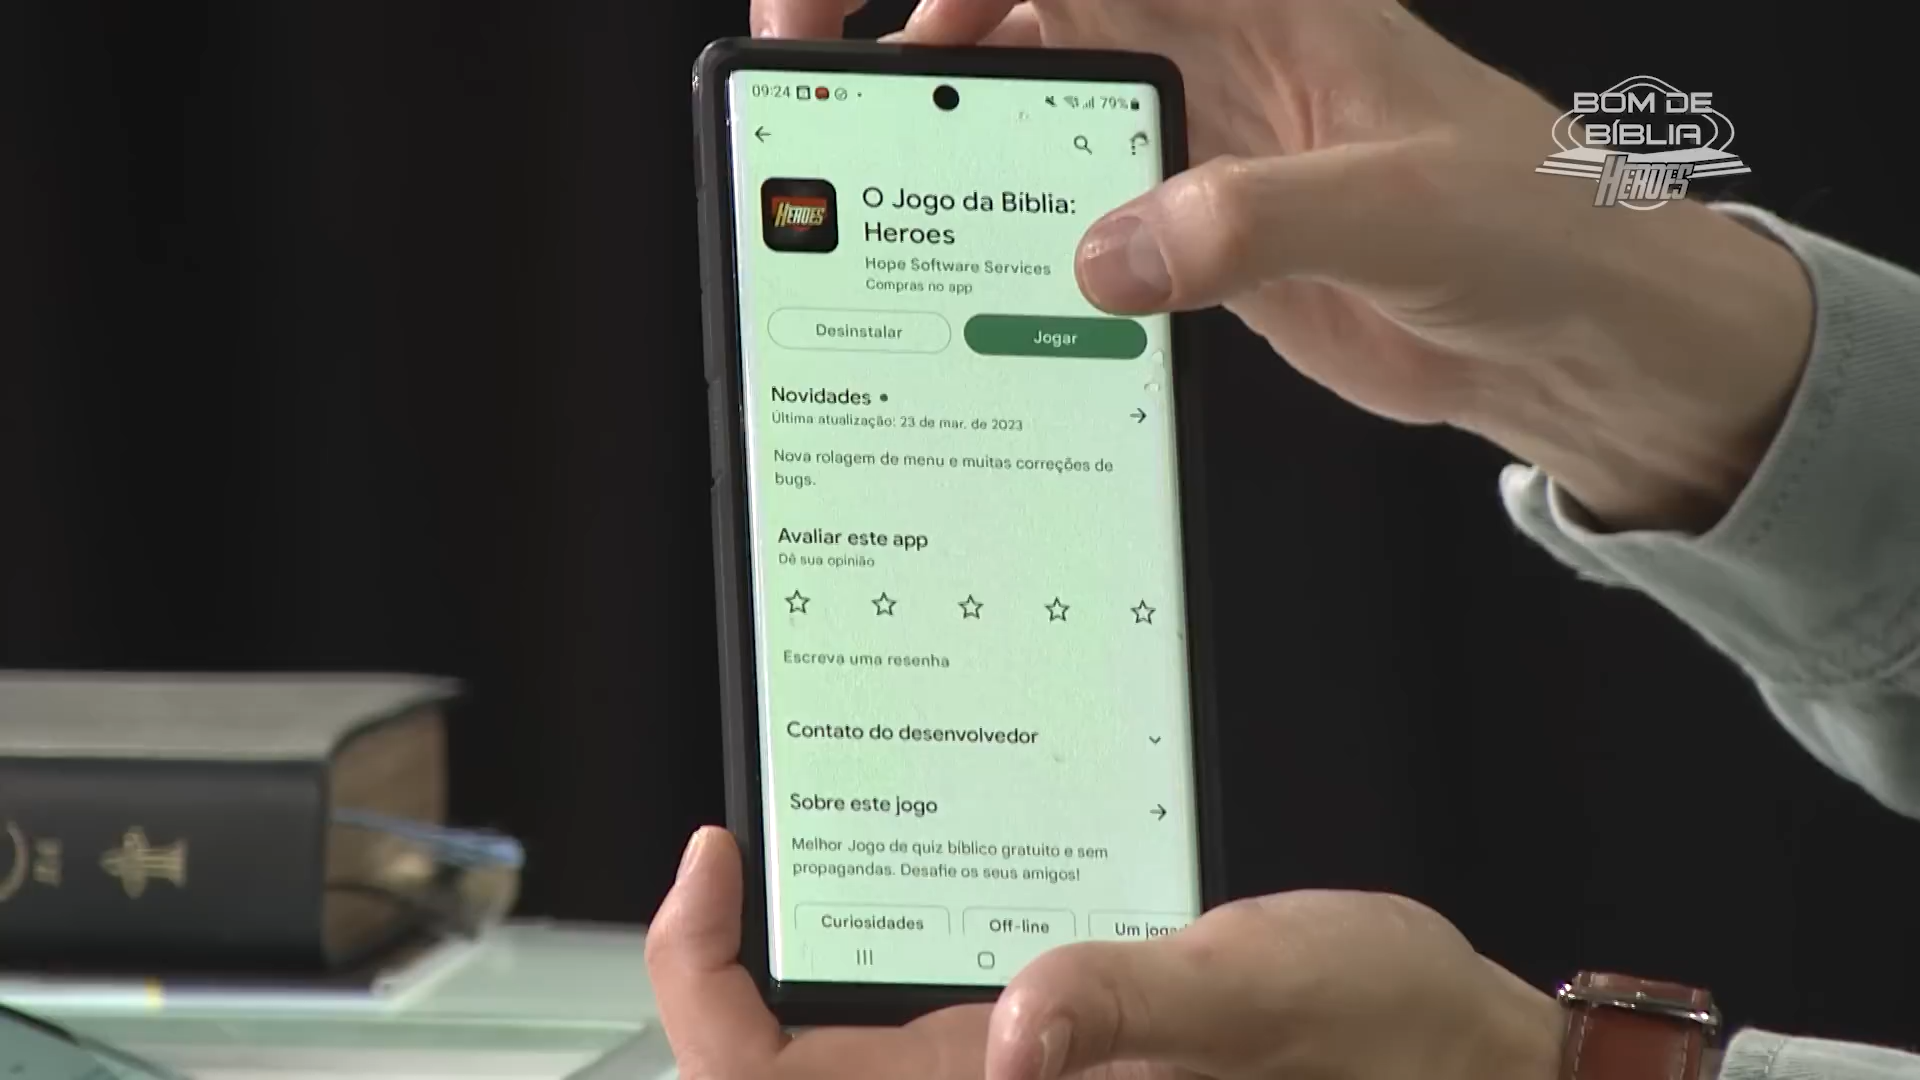 09:24
79%
BOM DE
BÍBLIA
HEROES
HEROES
O Jogo da Bíblia:
Heroes
Hope Software Services
Compras no app
Desinstalar
Jogar
Novidades •
Última atualização: 23 de mar. de 2023
Nova rolagem de menu e muitas correções de
bugs.
Avaliar este app
Dê sua opinião
Escreva uma resenha
Contato do desenvolvedor
Sobre este jogo
Melhor Jogo de quiz bíblico gratuito e sem
propagandas. Desafie os seus amigos!
Curiosidades
Off-line
Um